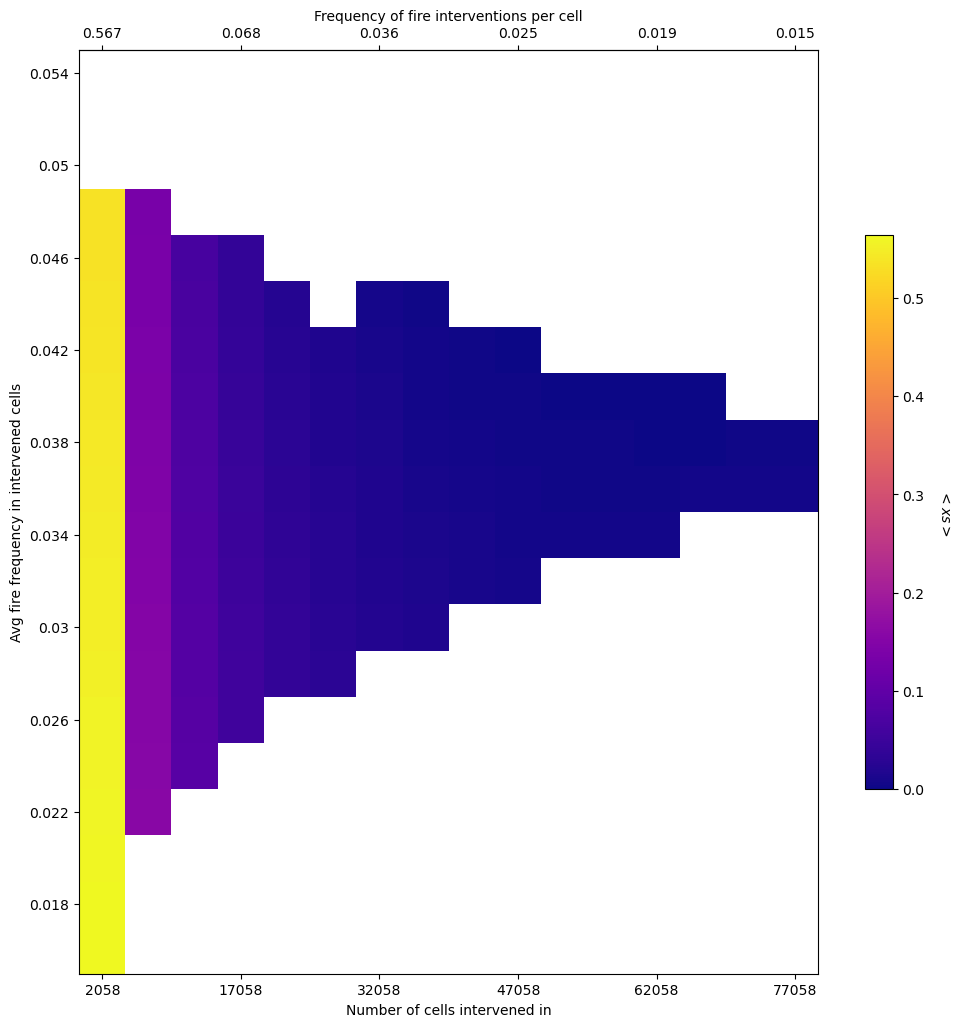 Frequency of fire interventions per cell
0.567 0.068 0.036 0.025 0.019 0.015
0.054
0.05
0.046
0.042
0.038
0.034
0.03
0.026
0.022
0.018
Avg fire frequency in intervened cells
2058 17058 32058 47058 62058 77058
Number of cells intervened in
0.5
0.4
0.3
0.2
0.1
0.0
< sx >